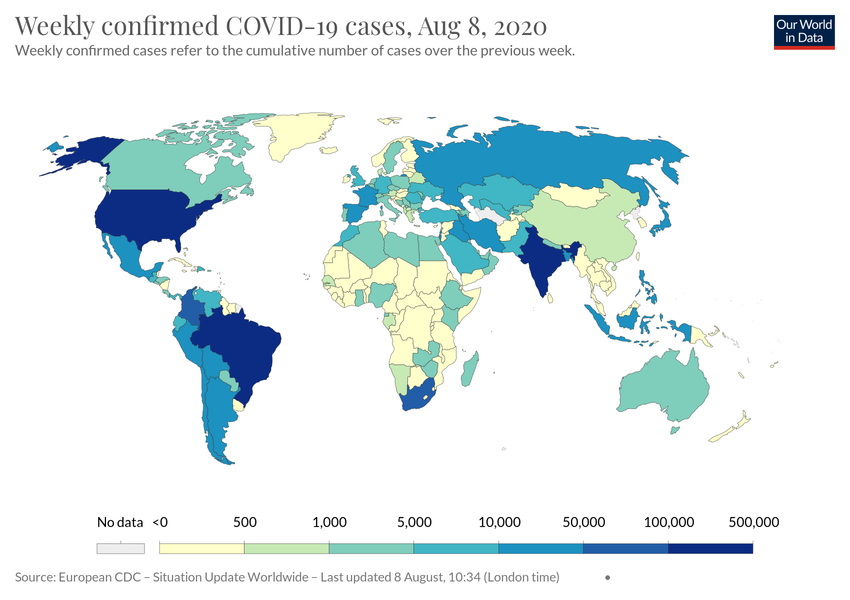 Weekly confirmed COVID-19 cases, Aug 8, 2020
Weekly confirmed cases refer to the cumulative number of cases over the previous week.
Our World
in Data
No data <0 500 1,000 5,000 10,000 50,000 100,000 500,000
Source: European CDC – Situation Update Worldwide – Last updated 8 August, 10:34 (London time) •